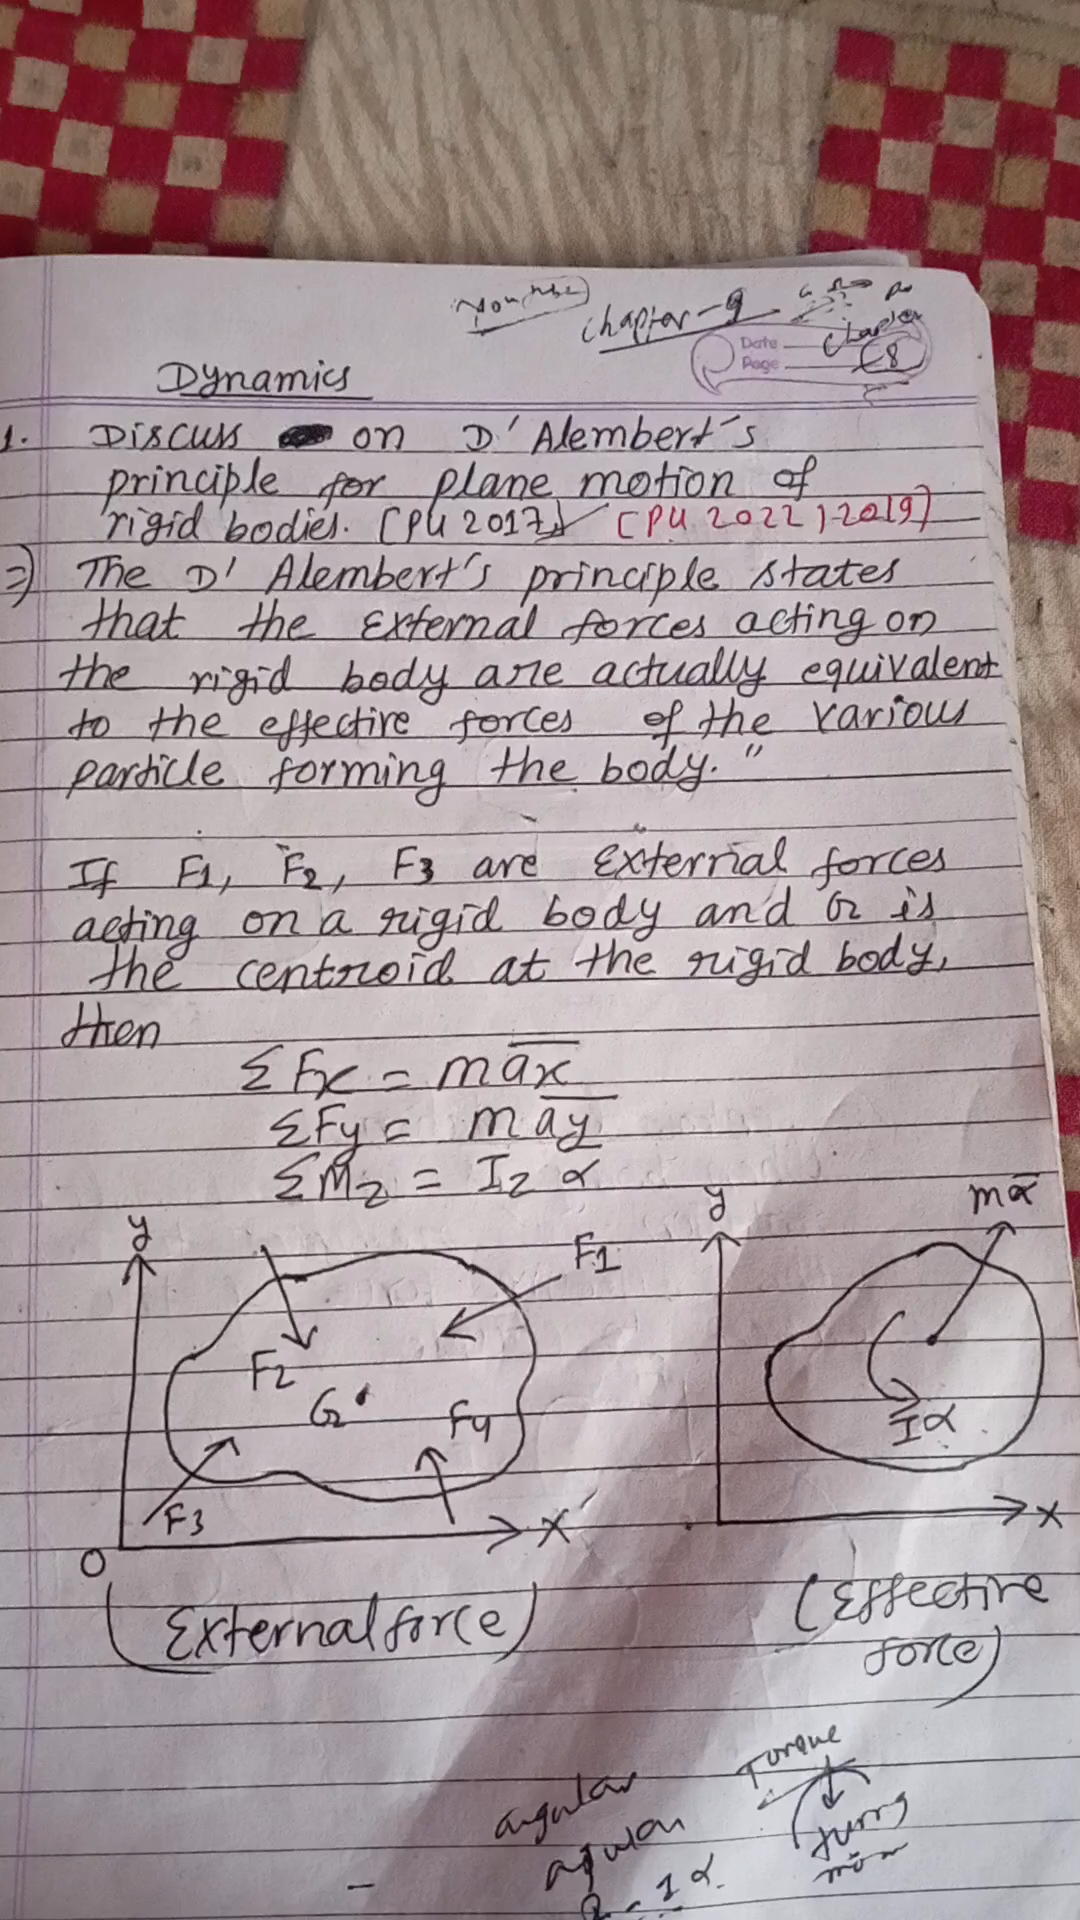 Chapter-9
Chapter
8
Date
Page
Dynamics
1. Discuss on D'Alembert's
principle for plane motion of
rigid bodies. [PU 2017] [PU 2022, 2019]
⇒) The D' Alembert's principle states
that the External forces acting on
the rigid body are actually equivalent
to the effective forces of the various
particle forming the body."
If F1, F2, F3 are External forces
acting on a rigid body and G is
the centroid at the rigid body,
then
ΣFx = m a̅x̅
ΣFy = m a̅y̅
ΣMz = Iz α
y
F1
F2
G
F4
F3
O
X
(External force)
y
mα̅
I̅α
X
(Effective
force)
Torque
angular